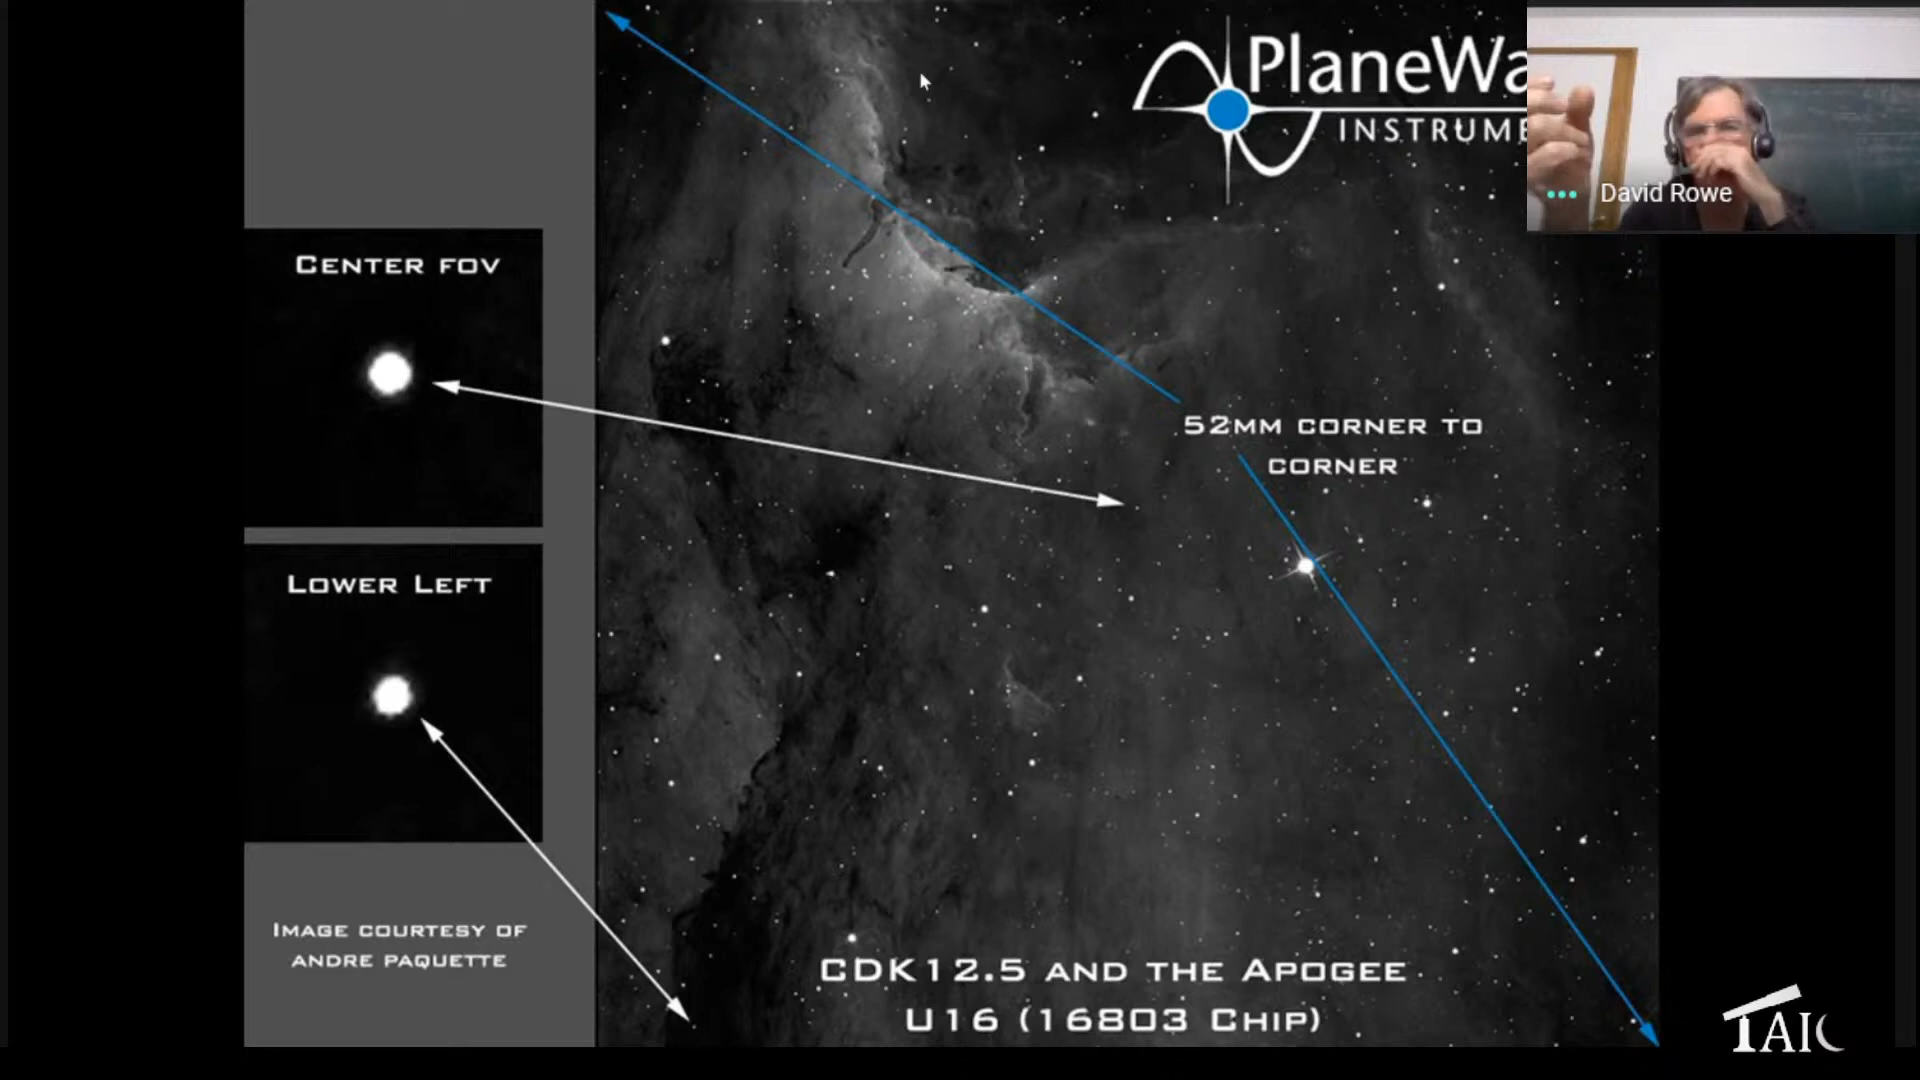 PlaneWa
INSTRUME
David Rowe
CENTER FOV
52MM CORNER TO
CORNER
LOWER LEFT
IMAGE COURTESY OF
ANDRE PAQUETTE
CDK12.5 AND THE APOGEE
U16 (16803 CHIP)
TAIC